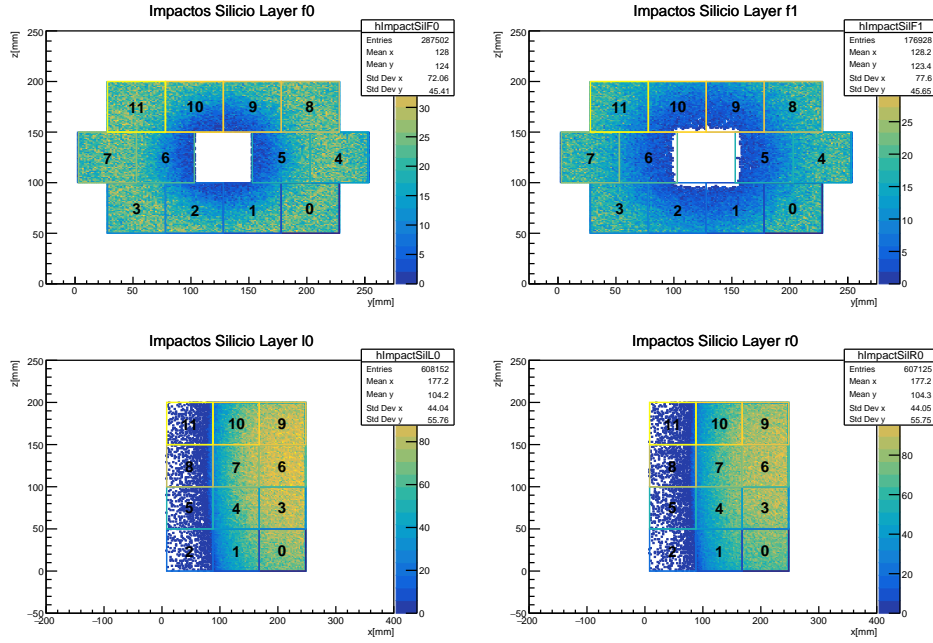 Impactos Silicio Layer f0
z[mm]
hImpactSilF0
Entries 287502
Mean x 128
Mean y 124
Std Dev x 72.06
Std Dev y 45.41
250
200
150
100
50
0
11 10 9 8
7 6 5 4
3 2 1 0
30
25
20
15
10
5
0
0 50 100 150 200 250
y[mm]
Impactos Silicio Layer f1
z[mm]
hImpactSilF1
Entries 176928
Mean x 128.2
Mean y 123.4
Std Dev x 77.6
Std Dev y 45.65
250
200
150
100
50
0
11 10 9 8
7 6 5 4
3 2 1 0
25
20
15
10
5
0
0 50 100 150 200 250
y[mm]
Impactos Silicio Layer l0
z[mm]
hImpactSilL0
Entries 608152
Mean x 177.2
Mean y 104.2
Std Dev x 44.04
Std Dev y 55.76
250
200
150
100
50
0
−50
11 10 9
8 7 6
5 4 3
2 1 0
80
60
40
20
0
−200 −100 0 100 200 300 400
x[mm]
Impactos Silicio Layer r0
z[mm]
hImpactSilR0
Entries 607125
Mean x 177.2
Mean y 104.3
Std Dev x 44.05
Std Dev y 55.75
250
200
150
100
50
0
−50
11 10 9
8 7 6
5 4 3
2 1 0
80
60
40
20
0
−200 −100 0 100 200 300 400
x[mm]